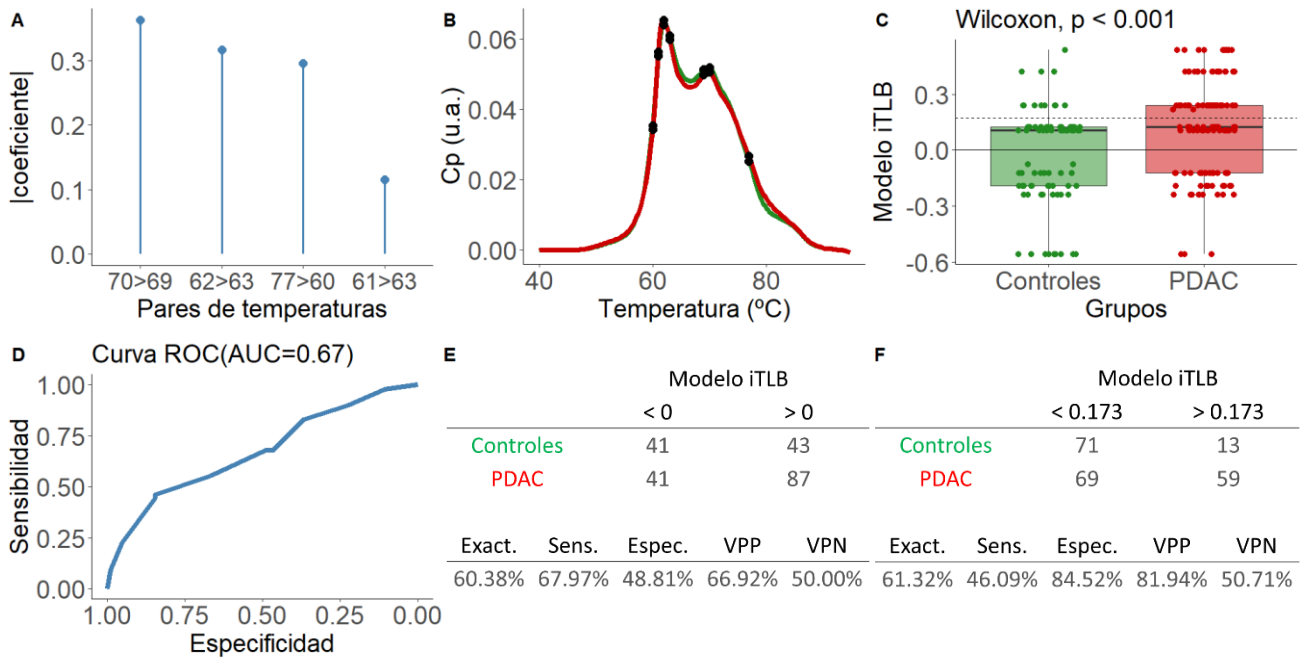 A
|coeficiente|
0.3
0.2
0.1
0.0
70>69 62>63 77>60 61>63
Pares de temperaturas
B
Cp (u.a.)
0.06
0.04
0.02
0.00
40 60 80
Temperatura (ºC)
C
Wilcoxon, p < 0.001
Modelo iTLB
0.3
0.0
-0.3
-0.6
Controles PDAC
Grupos
D
Curva ROC(AUC=0.67)
Sensibilidad
1.00
0.75
0.50
0.25
0.00
1.00 0.75 0.50 0.25 0.00
Especificidad
E
Modelo iTLB
< 0 > 0
Controles 41 43
PDAC 41 87
Exact. Sens. Espec. VPP VPN
60.38% 67.97% 48.81% 66.92% 50.00%
F
Modelo iTLB
< 0.173 > 0.173
Controles 71 13
PDAC 69 59
Exact. Sens. Espec. VPP VPN
61.32% 46.09% 84.52% 81.94% 50.71%